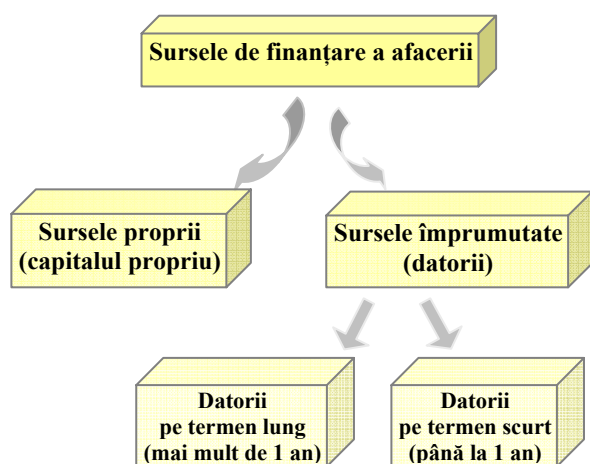 Sursele de finanțare a afacerii
Sursele proprii
(capitalul propriu)
Sursele împrumutate
(datorii)
Datorii
pe termen lung
(mai mult de 1 an)
Datorii
pe termen scurt
(până la 1 an)